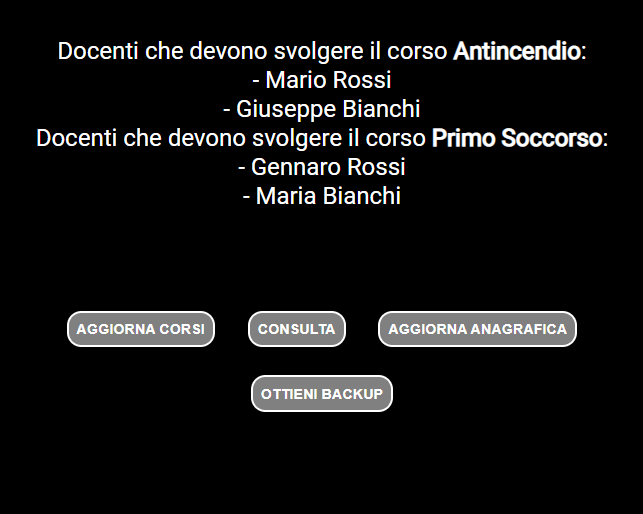 Docenti che devono svolgere il corso Antincendio:
- Mario Rossi
- Giuseppe Bianchi
Docenti che devono svolgere il corso Primo Soccorso:
- Gennaro Rossi
- Maria Bianchi
AGGIORNA CORSI
CONSULTA
AGGIORNA ANAGRAFICA
OTTIENI BACKUP